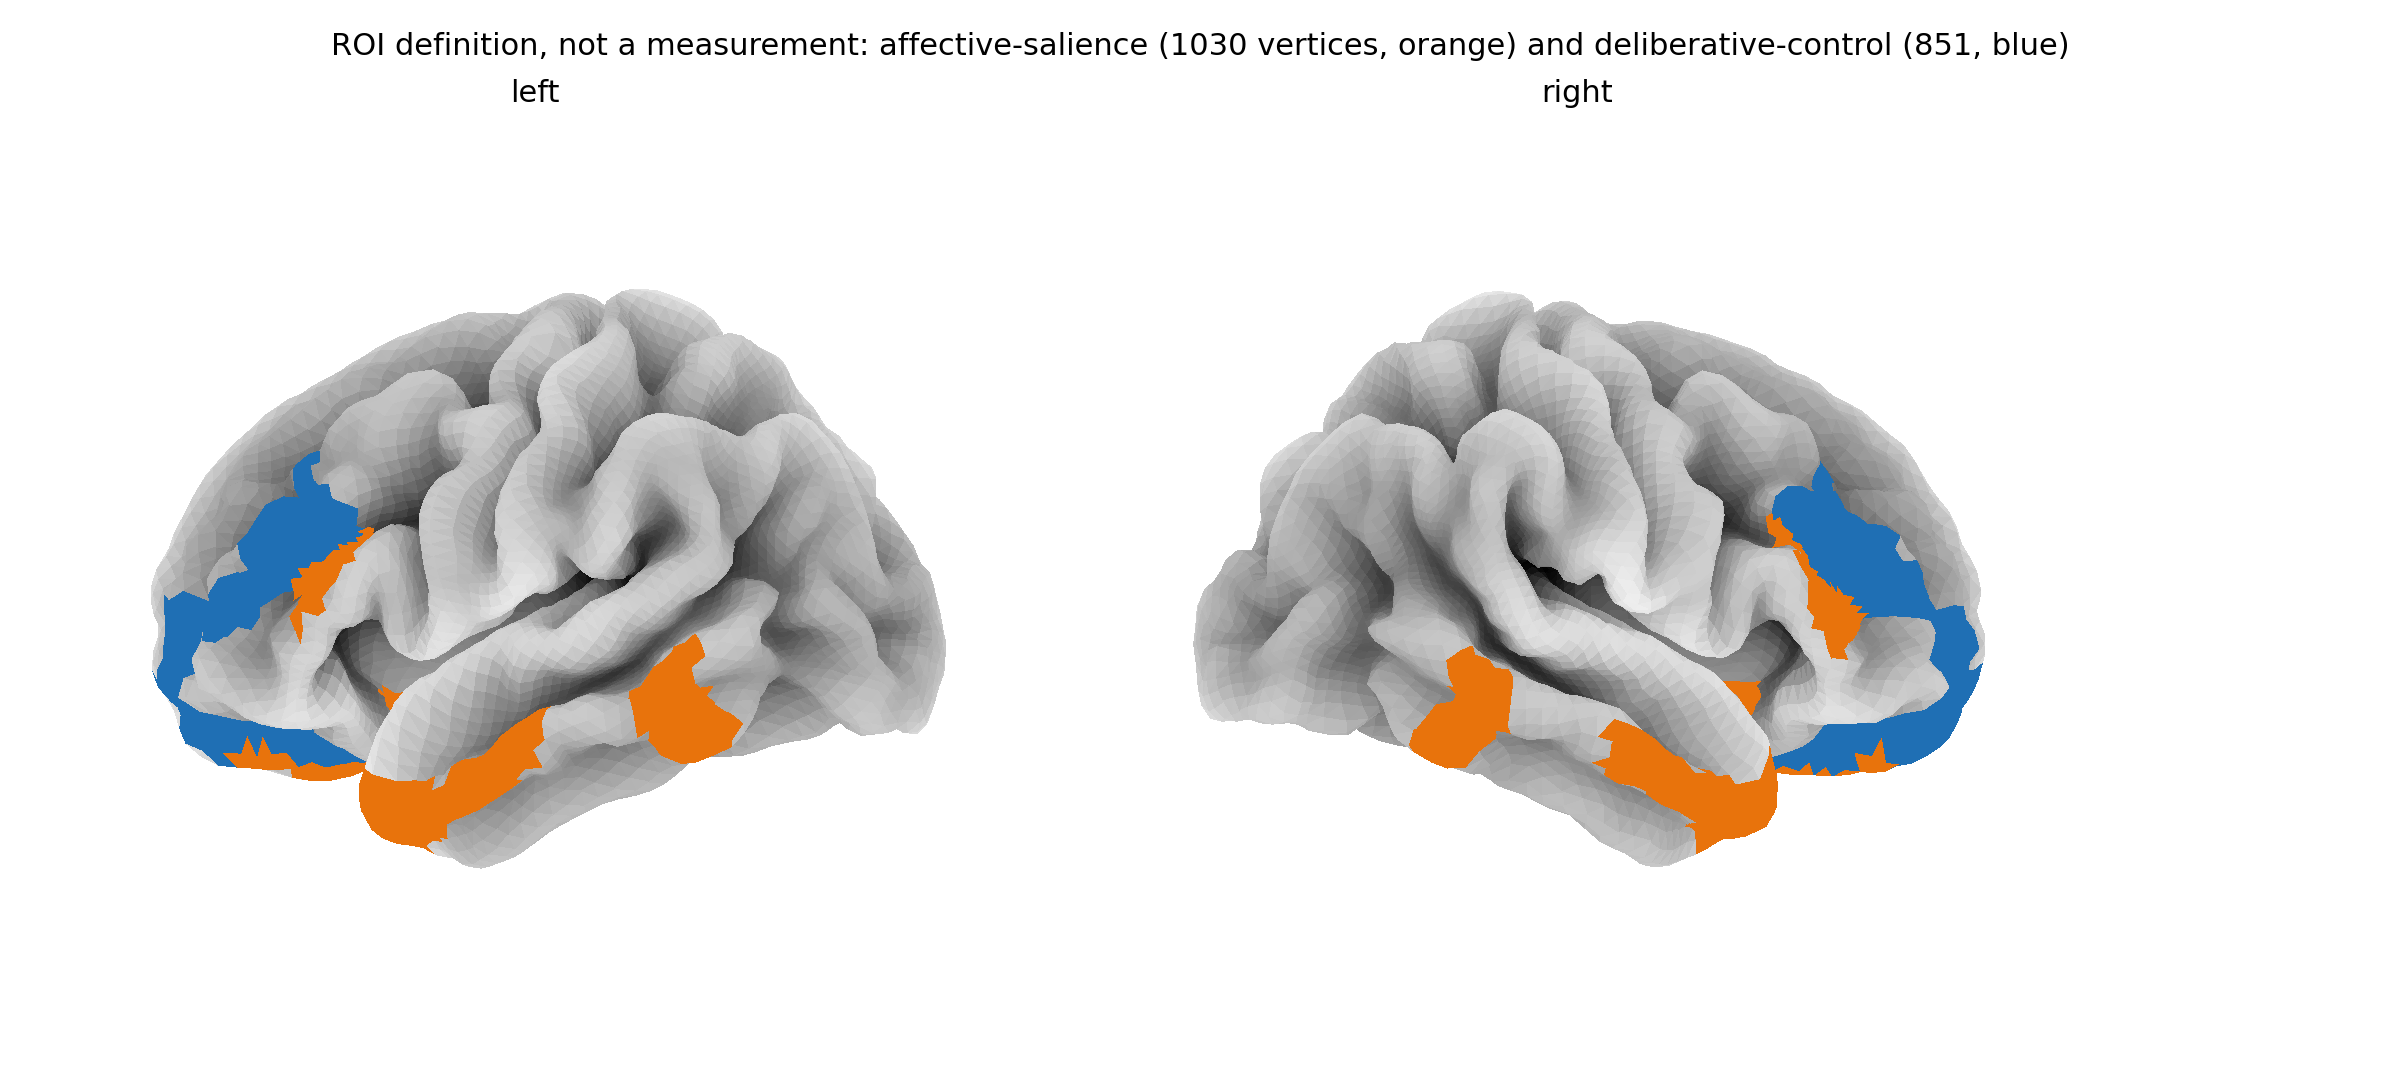 ROI definition, not a measurement: affective-salience (1030 vertices, orange) and deliberative-control (851, blue)
left
right